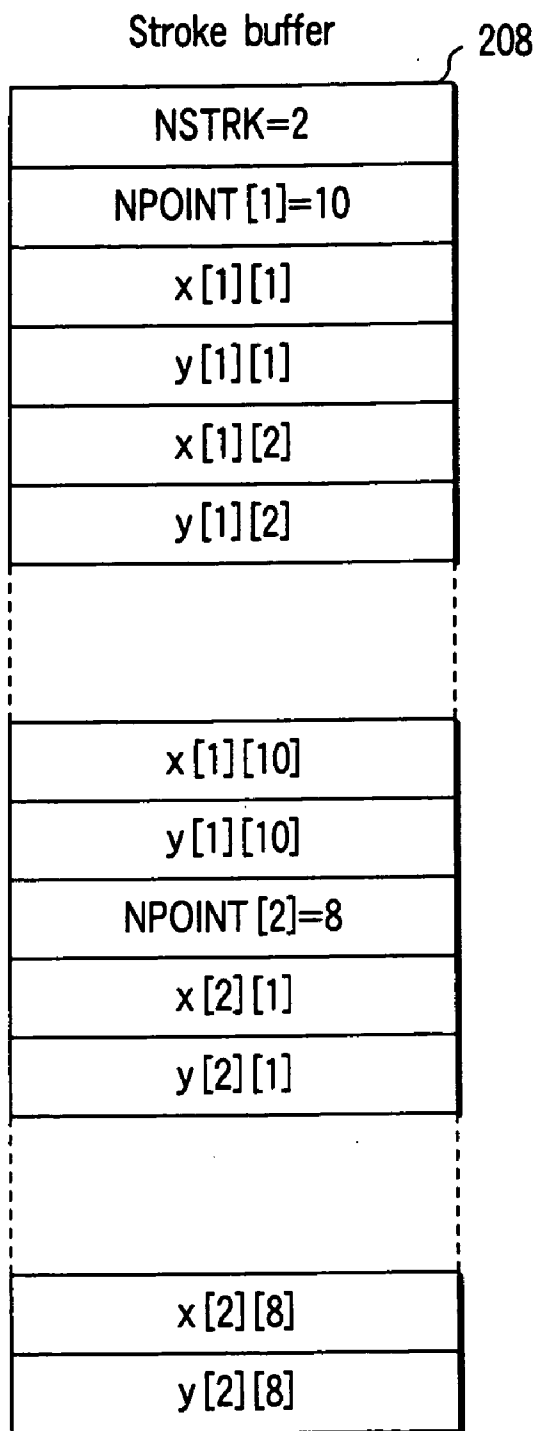 Stroke buffer
208
NSTRK=2
NPOINT[1]=10
x[1][1]
y[1][1]
x[1][2]
y[1][2]
x[1][10]
y[1][10]
NPOINT[2]=8
x[2][1]
y[2][1]
x[2][8]
y[2][8]